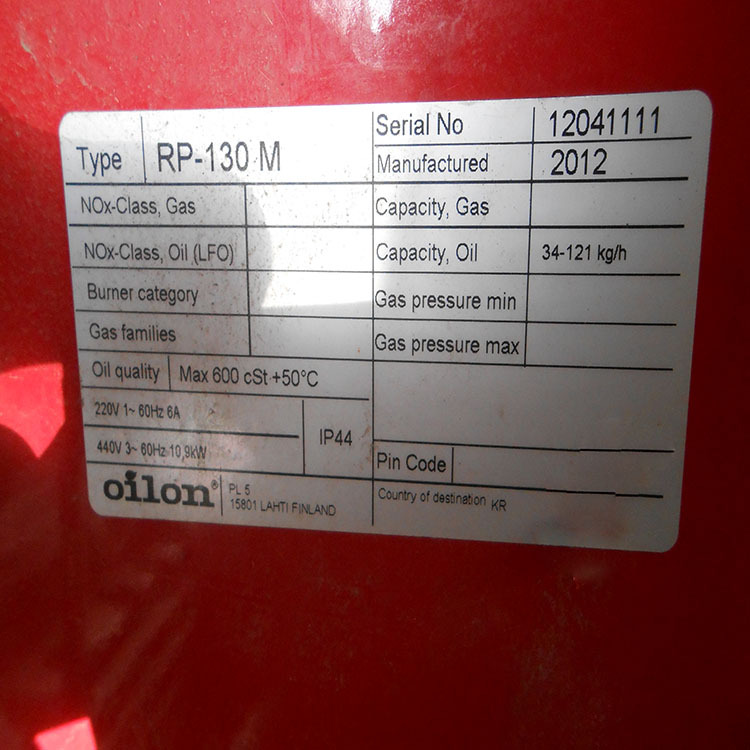 Type RP-130 M
Serial No 12041111
Manufactured 2012
NOx-Class, Gas
Capacity, Gas
NOx-Class, Oil (LFO)
Capacity, Oil 34-121 kg/h
Burner category
Gas pressure min
Gas families
Gas pressure max
Oil quality Max 600 cSt +50°C
220V 1~ 60Hz 6A
440V 3~ 60Hz 10,9kW
IP44
Pin Code
oilon® PL 5
15801 LAHTI FINLAND
Country of destination KR